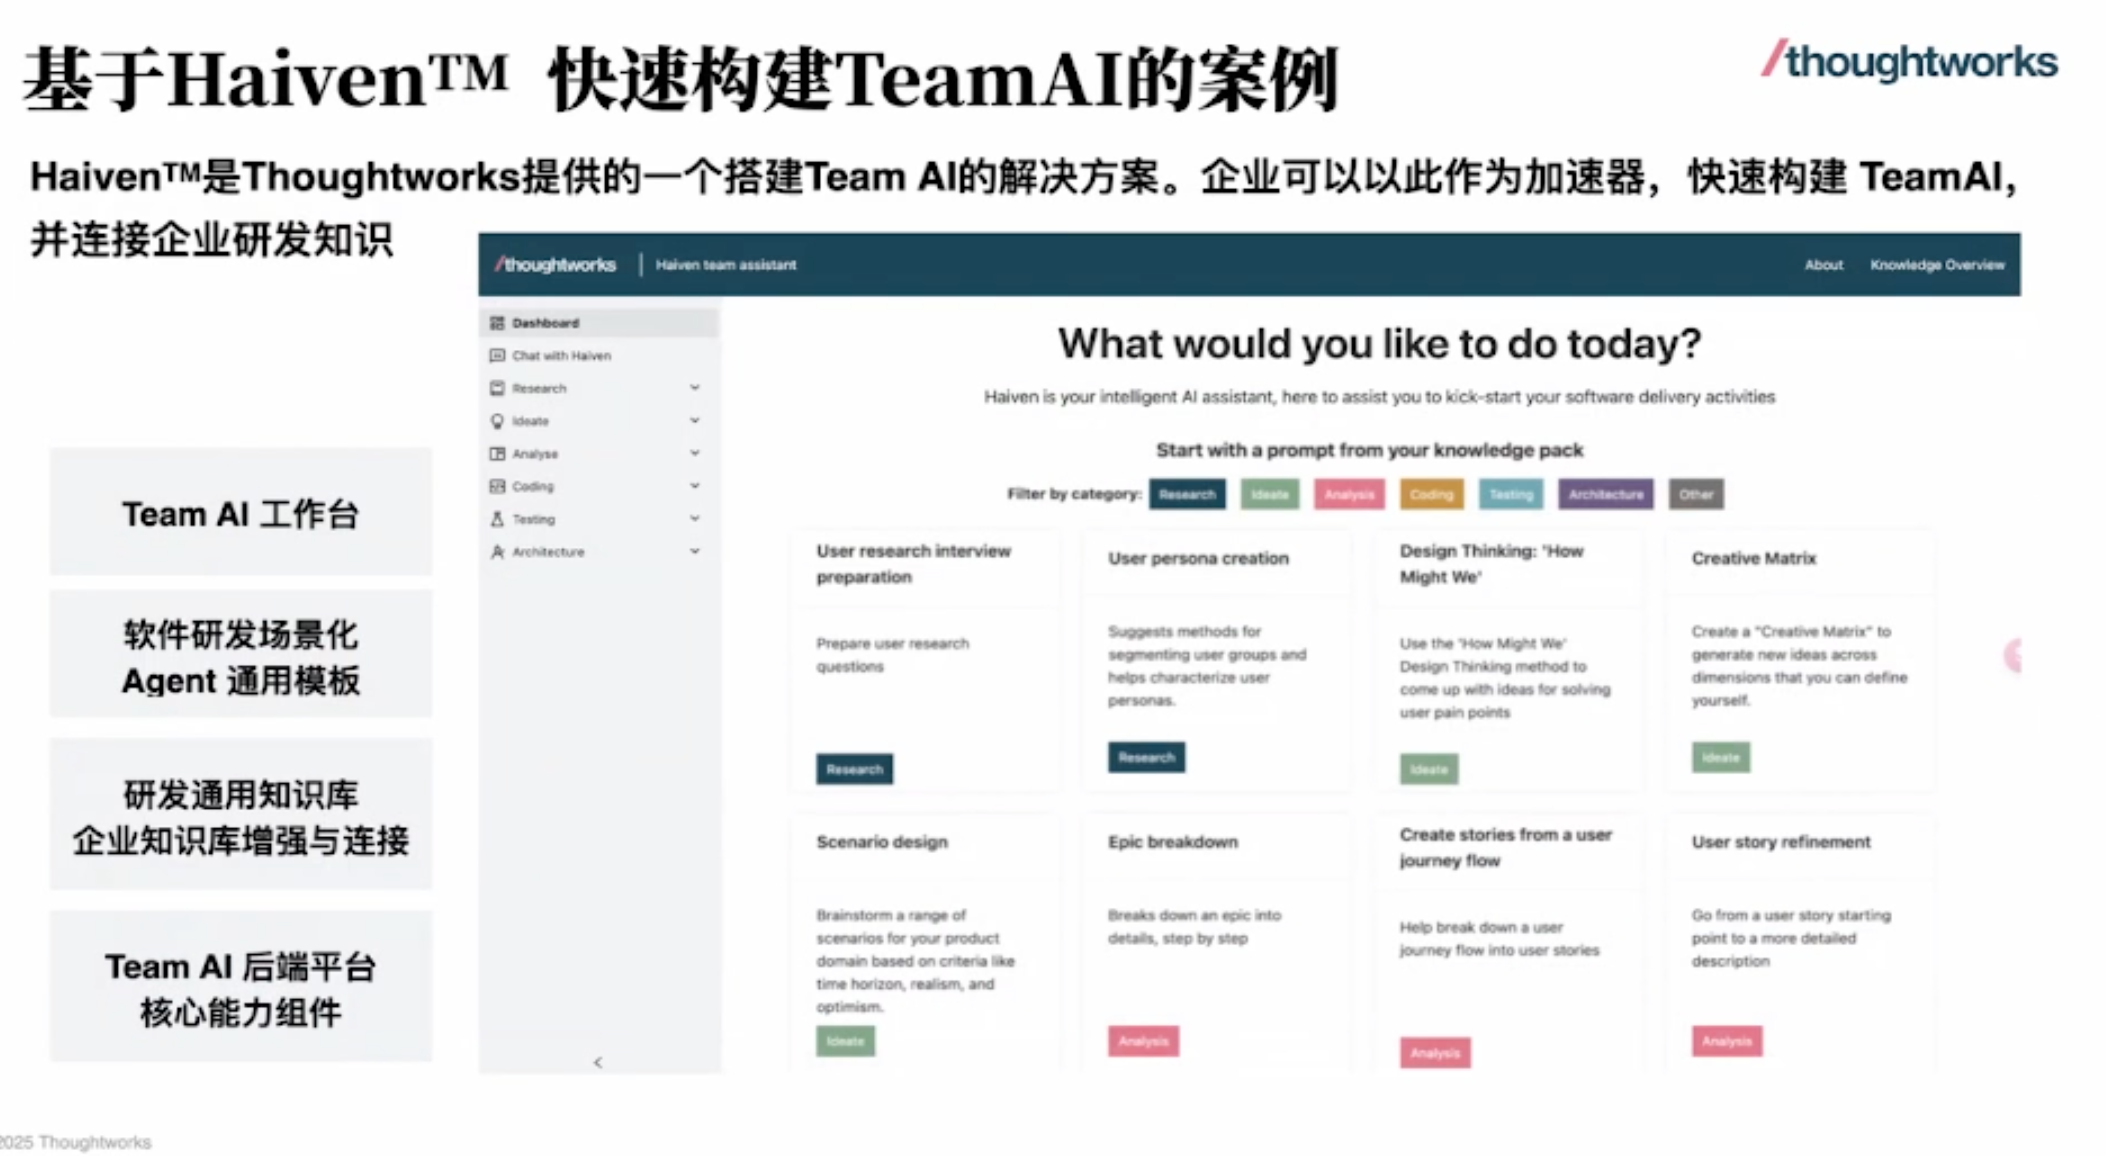 基于Haiven™ 快速构建TeamAI的案例
/thoughtworks
Haiven™是Thoughtworks提供的一个搭建Team AI的解决方案。企业可以以此作为加速器，快速构建 TeamAI，
并连接企业研发知识
Team AI 工作台
软件研发场景化
Agent 通用模板
研发通用知识库
企业知识库增强与连接
Team AI 后端平台
核心能力组件
/thoughtworks
Haiven team assistant
About
Knowledge Overview
Dashboard
Chat with Haiven
Research
Ideate
Analyse
Coding
Testing
Architecture
What would you like to do today?
Haiven is your intelligent AI assistant, here to assist you to kick-start your software delivery activities
Start with a prompt from your knowledge pack
Filter by category: Research Ideate Analysis Coding Testing Architecture Other
User research interview
preparation
Prepare user research
questions
Research
User persona creation
Suggests methods for
segmenting user groups and
helps characterize user
personas.
Research
Design Thinking: 'How
Might We'
Use the 'How Might We'
Design Thinking method to
come up with ideas for solving
user pain points
Ideate
Creative Matrix
Create a "Creative Matrix" to
generate new ideas across
dimensions that you can define
yourself.
Ideate
Scenario design
Brainstorm a range of
scenarios for your product
domain based on criteria like
time horizon, realism, and
optimism.
Ideate
Epic breakdown
Breaks down an epic into
details, step by step
Analysis
Create stories from a user
journey flow
Help break down a user
journey flow into user stories
Analysis
User story refinement
Go from a user story starting
point to a more detailed
description
Analysis
2025 Thoughtworks